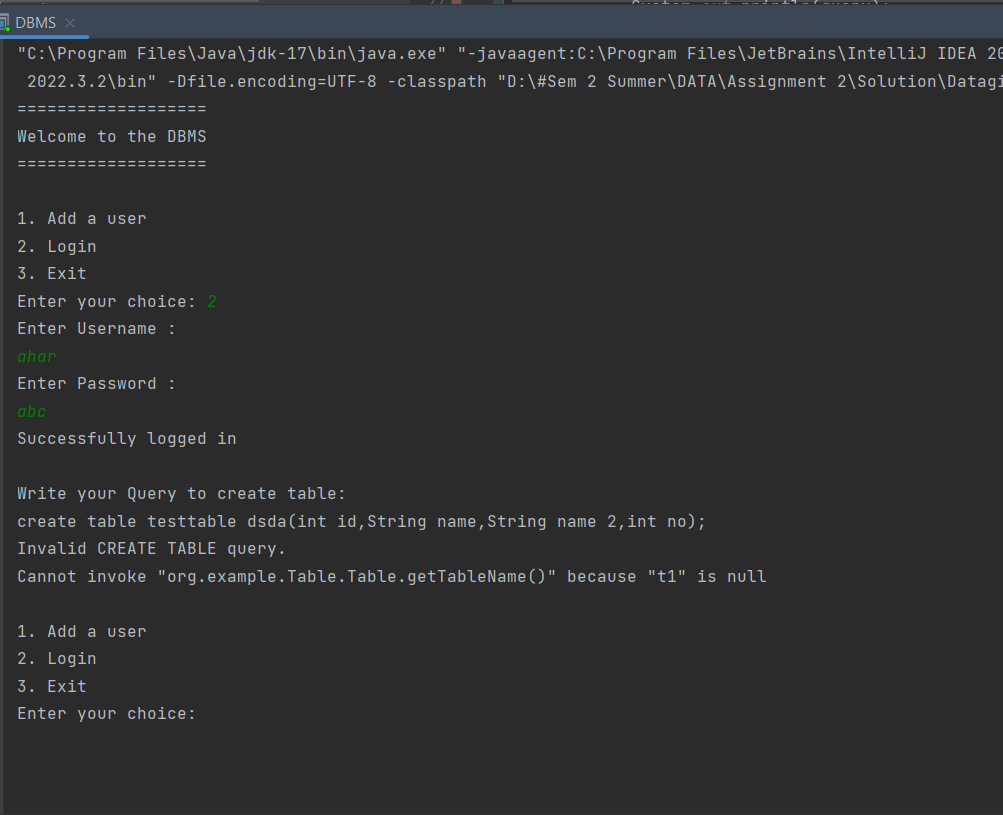 DBMS
"C:\Program Files\Java\jdk-17\bin\java.exe" "-javaagent:C:\Program Files\JetBrains\IntelliJ IDEA 20
2022.3.2\bin" -Dfile.encoding=UTF-8 -classpath "D:\#Sem 2 Summer\DATA\Assignment 2\Solution\Datagi
===================
Welcome to the DBMS
===================
1. Add a user
2. Login
3. Exit
Enter your choice: 2
Enter Username :
ahar
Enter Password :
abc
Successfully logged in
Write your Query to create table:
create table testtable dsda(int id,String name,String name 2,int no);
Invalid CREATE TABLE query.
Cannot invoke "org.example.Table.Table.getTableName()" because "t1" is null
1. Add a user
2. Login
3. Exit
Enter your choice: